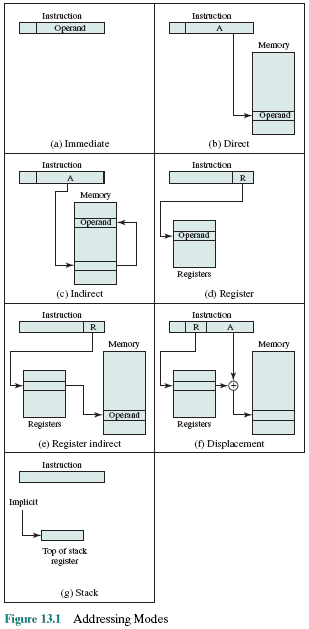 Instruction
Operand
(a) Immediate
Instruction
A
Memory
Operand
(b) Direct
Instruction
A
Memory
Operand
(c) Indirect
Instruction
R
Operand
Registers
(d) Register
Instruction
R
Memory
Operand
Registers
(e) Register indirect
Instruction
R A
Memory
+
Registers
(f) Displacement
Instruction
Implicit
Top of stack
register
(g) Stack
Figure 13.1 Addressing Modes